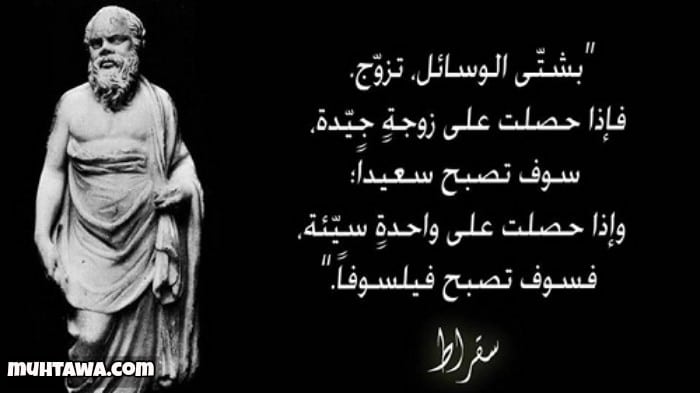 "بشتّى الوسائل، تزوّج.
فإذا حصلت على زوجةٍ جيّدة،
سوف تصبح سعيدا؛
وإذا حصلت على واحدةٍ سيّئة،
فسوف تصبح فيلسوفاً."
سقراط
MUHTAWA.COM